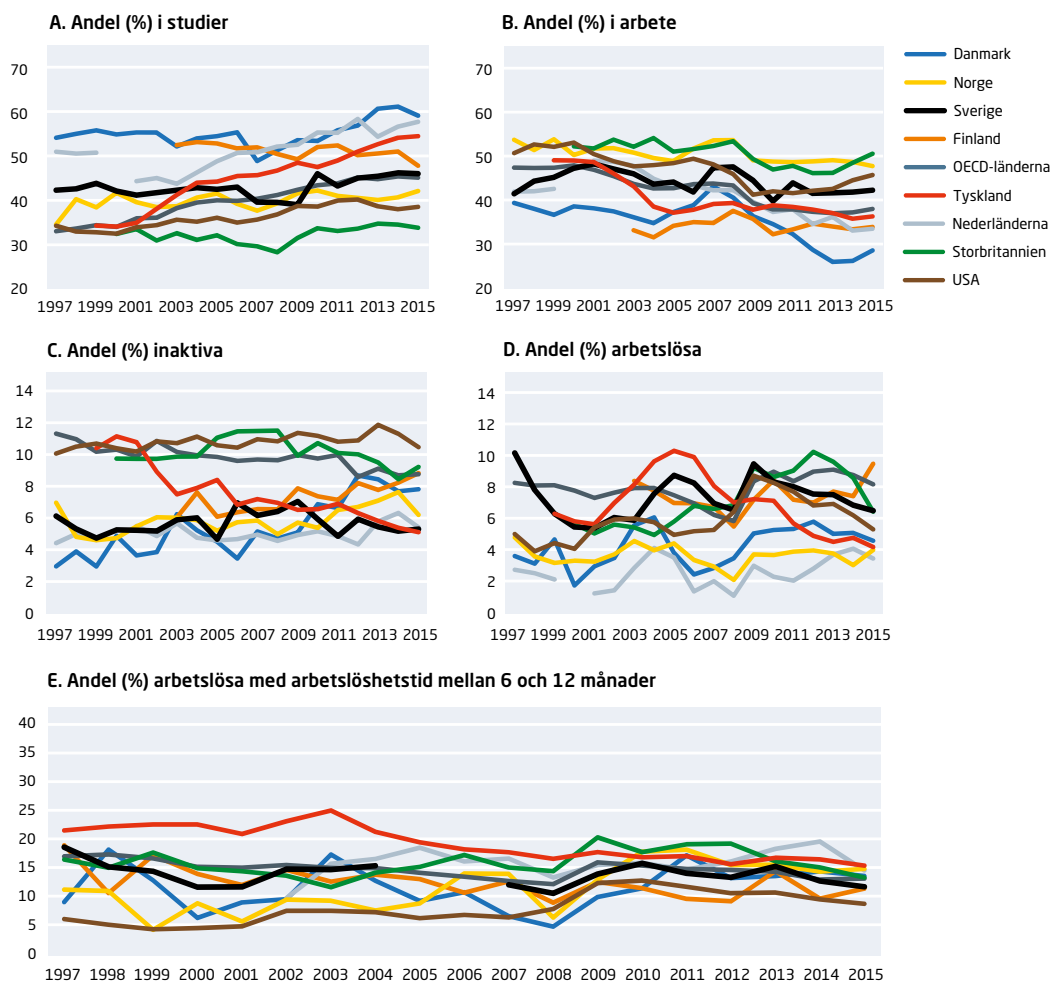 A. Andel (%) i studier
70
60
50
40
30
20
1997 1999 2001 2003 2005 2007 2009 2011 2013 2015
B. Andel (%) i arbete
70
60
50
40
30
20
1997 1999 2001 2003 2005 2007 2009 2011 2013 2015
Danmark
Norge
Sverige
Finland
OECD-länderna
Tyskland
Nederländerna
Storbritannien
USA
C. Andel (%) inaktiva
14
12
10
8
6
4
2
0
1997 1999 2001 2003 2005 2007 2009 2011 2013 2015
D. Andel (%) arbetslösa
14
12
10
8
6
4
2
0
1997 1999 2001 2003 2005 2007 2009 2011 2013 2015
E. Andel (%) arbetslösa med arbetslöshetstid mellan 6 och 12 månader
40
35
30
25
20
15
10
5
0
1997 1998 1999 2000 2001 2002 2003 2004 2005 2006 2007 2008 2009 2010 2011 2012 2013 2014 2015